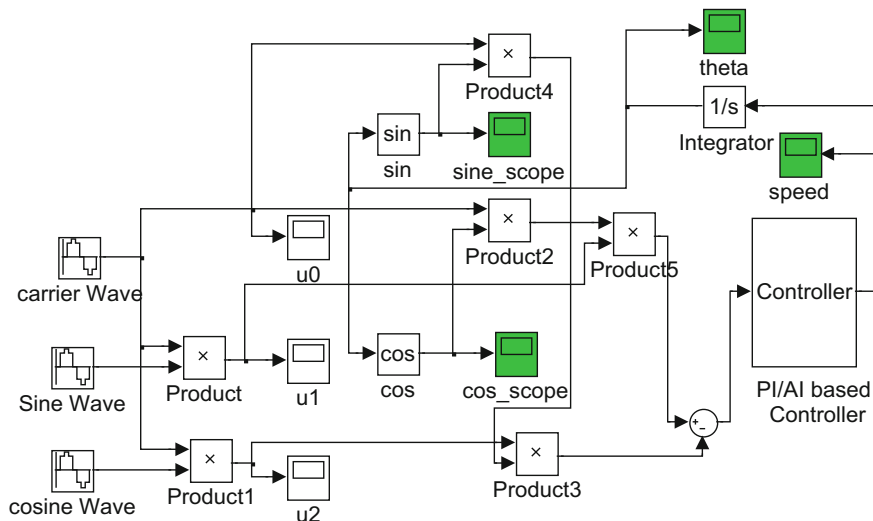 ×
Product4
theta
1/s
Integrator
sin
sin
sine_scope
speed
×
Product2
×
Product5
u0
carrier Wave
Controller
PI/AI based
Controller
×
Product
u1
cos
cos
cos_scope
Sine Wave
+
−
×
Product1
u2
×
Product3
cosine Wave